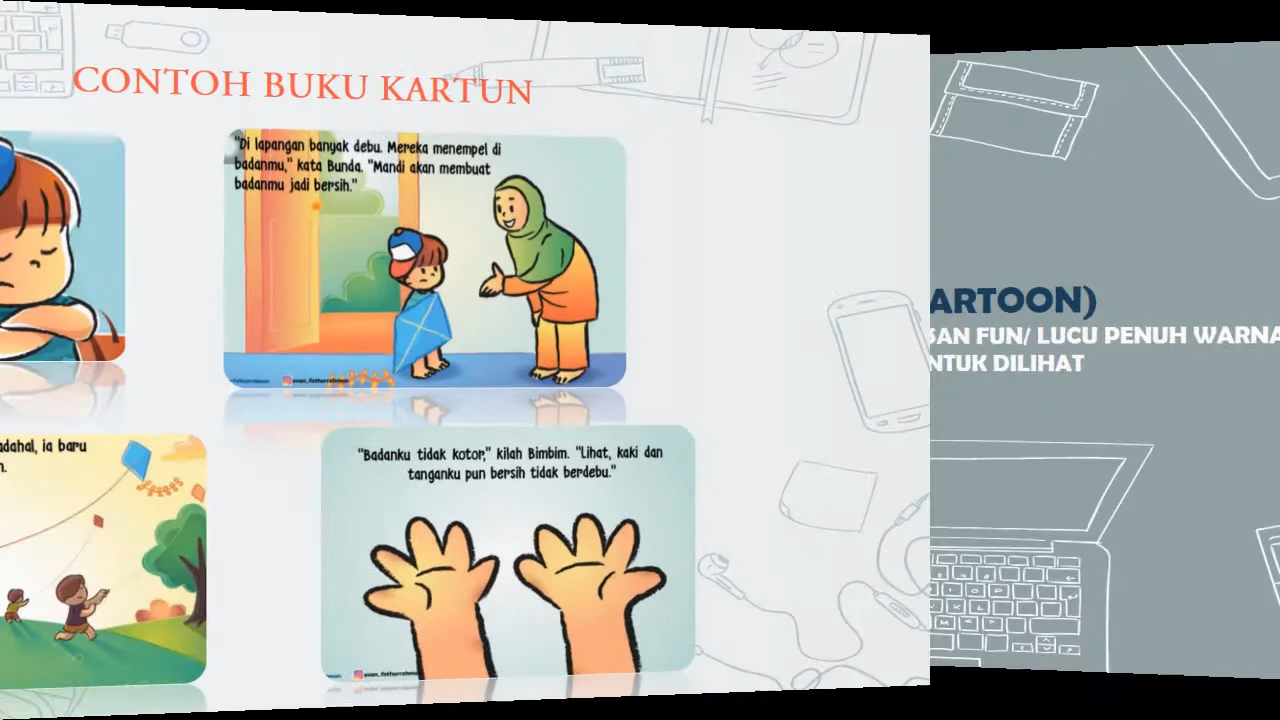 CONTOH BUKU KARTUN
"Di lapangan banyak debu. Mereka menempel di
badanmu," kata Bunda. "Mandi akan membuat
badanmu jadi bersih."
evan_fathurrahman
adahal, ia baru
n.
"Badanku tidak kotor," kilah Bimbim. "Lihat, kaki dan
tanganku pun bersih tidak berdebu."
evan_fathurrahman
ARTOON)
SAN FUN/ LUCU PENUH WARNA
NTUK DILIHAT